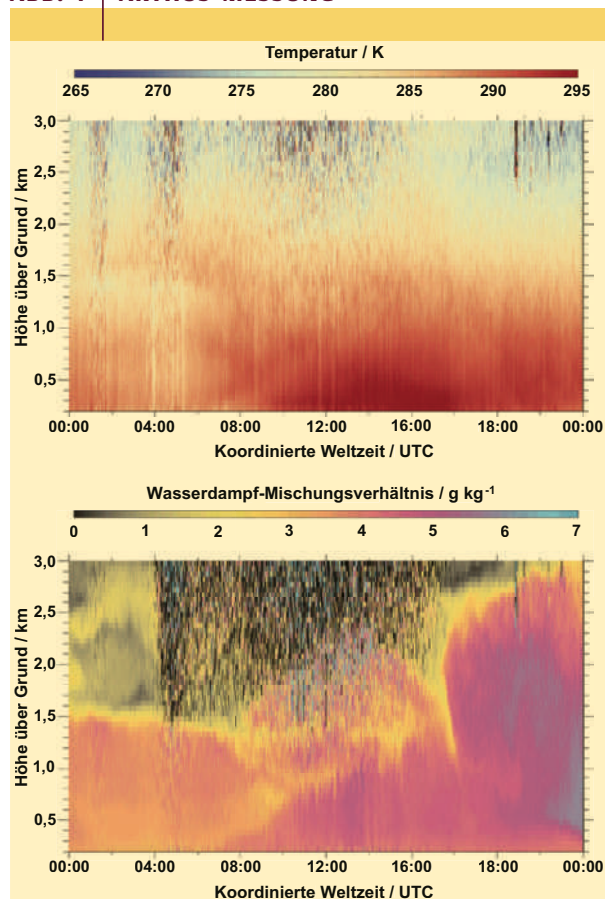 Temperatur / K
265 270 275 280 285 290 295
Höhe über Grund / km
3,0
2,5
2,0
1,5
1,0
0,5
00:00 04:00 08:00 12:00 16:00 18:00 00:00
Koordinierte Weltzeit / UTC
Wasserdampf-Mischungsverhältnis / g kg⁻¹
0 1 2 3 4 5 6 7
Höhe über Grund / km
3,0
2,5
2,0
1,5
1,0
0,5
00:00 04:00 08:00 12:00 16:00 18:00 00:00
Koordinierte Weltzeit / UTC